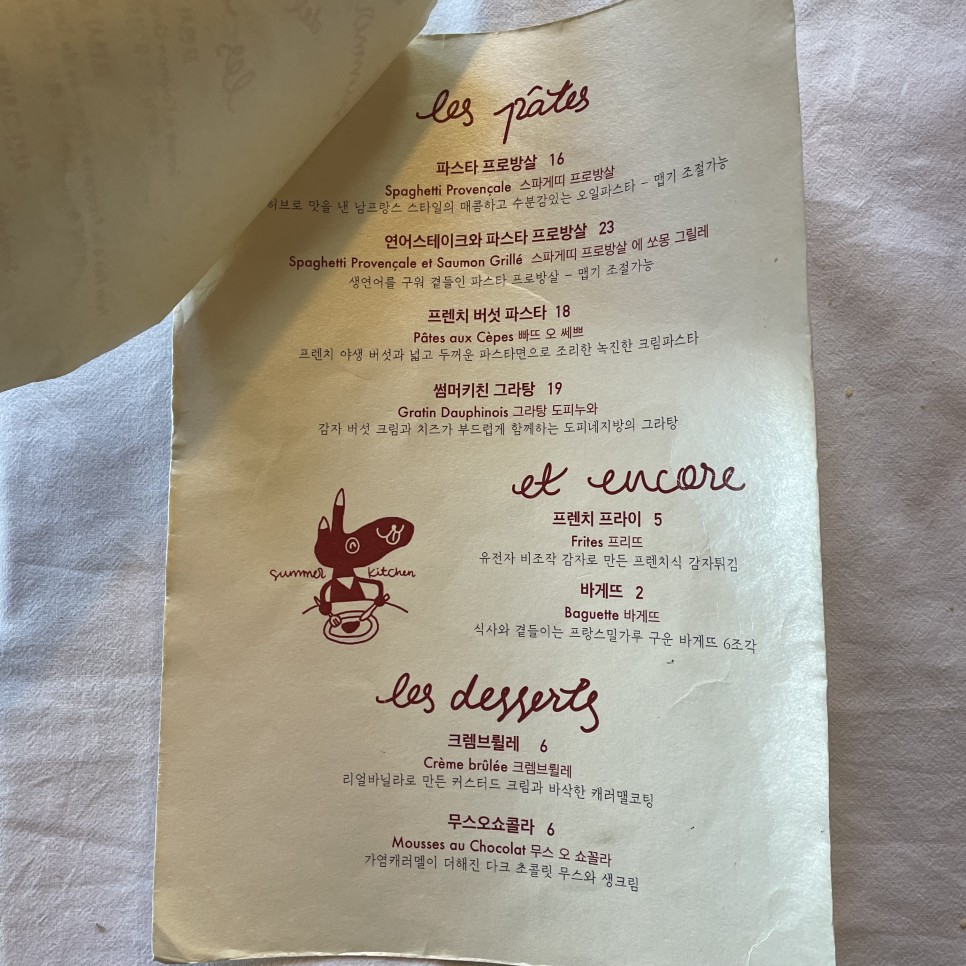 les pâtes
파스타 프로방살 16
Spaghetti Provençale 스파게띠 프로방살
허브로 맛을 낸 남프랑스 스타일의 매콤하고 수분감있는 오일파스타 - 맵기 조절가능
연어스테이크와 파스타 프로방살 23
Spaghetti Provençale et Saumon Grillé 스파게띠 프로방살 에 쏘몽 그릴레
생연어를 구워 곁들인 파스타 프로방살 - 맵기 조절가능
프렌치 버섯 파스타 18
Pâtes aux Cèpes 빠뜨 오 쎄쁘
프렌치 야생 버섯과 넓고 두꺼운 파스타면으로 조리한 녹진한 크림파스타
썸머키친 그라탕 19
Gratin Dauphinois 그라탕 도피누와
감자 버섯 크림과 치즈가 부드럽게 함께하는 도피네지방의 그라탕
et encore
프렌치 프라이 5
Frites 프리뜨
유전자 비조작 감자로 만든 프렌치식 감자튀김
summer kitchen
바게뜨 2
Baguette 바게뜨
식사와 곁들이는 프랑스밀가루 구운 바게뜨 6조각
les desserts
크렘브륄레 6
Crème brûlée 크렘브륄레
리얼바닐라로 만든 커스터드 크림과 바삭한 캐러맬코팅
무스오쇼콜라 6
Mousses au Chocolat 무스 오 쇼꼴라
가염캐러멜이 더해진 다크 초콜릿 무스와 생크림